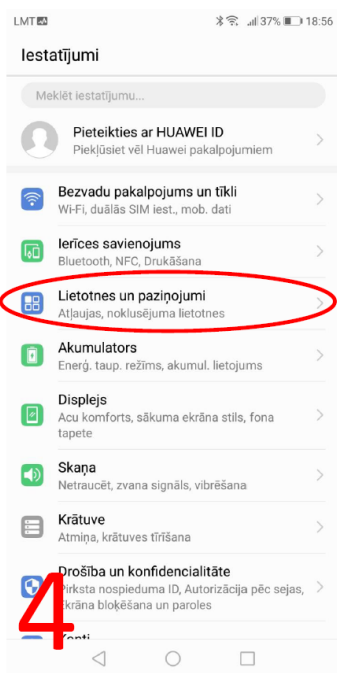 LMT 37% 18:56
Iestatījumi
Meklēt iestatījumu...
Pieteikties ar HUAWEI ID
Piekļūsiet vēl Huawei pakalpojumiem
Bezvadu pakalpojums un tīkli
Wi-Fi, duālās SIM iest., mob. dati
Ierīces savienojums
Bluetooth, NFC, Drukāšana
Lietotnes un paziņojumi
Atļaujas, noklusējuma lietotnes
Akumulators
Enerģ. taup. režīms, akumul. lietojums
Displejs
Acu komforts, sākuma ekrāna stils, fona
tapete
Skaņa
Netraucēt, zvana signāls, vibrēšana
Krātuve
Atmiņa, krātuves tīrīšana
Drošība un konfidencialitāte
Pirksta nospieduma ID, Autorizācija pēc sejas,
Ekrāna bloķēšana un paroles
4